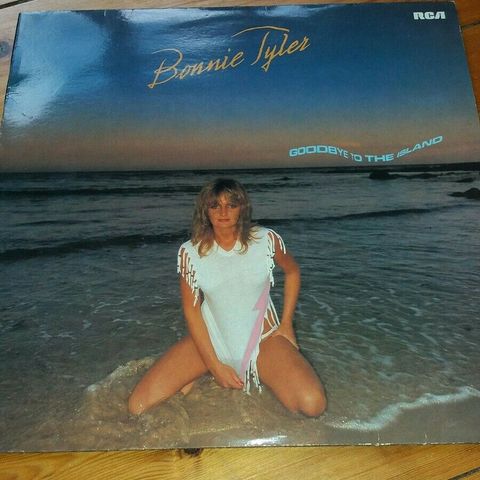 RCA
Bonnie Tyler
GOODBYE TO THE ISLAND